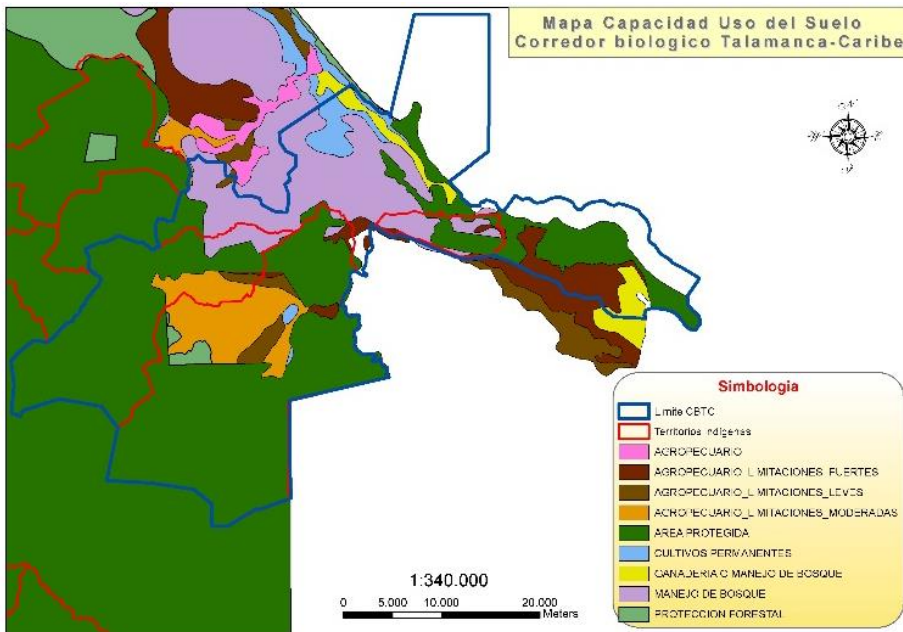 Mapa Capacidad Uso del Suelo
Corredor biologico Talamanca-Caribe
N
W E
S
Simbologia
Limite CBTC
Territorios indigenas
AGROPECUARIO
AGROPECUARIO_LIMITACIONES_FUERTES
AGROPECUARIO_LIMITACIONES_LEVES
AGROPECUARIO_LIMITACIONES_MODERADAS
AREA PROTEGIDA
CULTIVOS PERMANENTES
GANADERIA O MANEJO DE BOSQUE
MANEJO DE BOSQUE
PROTECCION FORESTAL
1:340.000
0 5.000 10.000 20.000
Meters